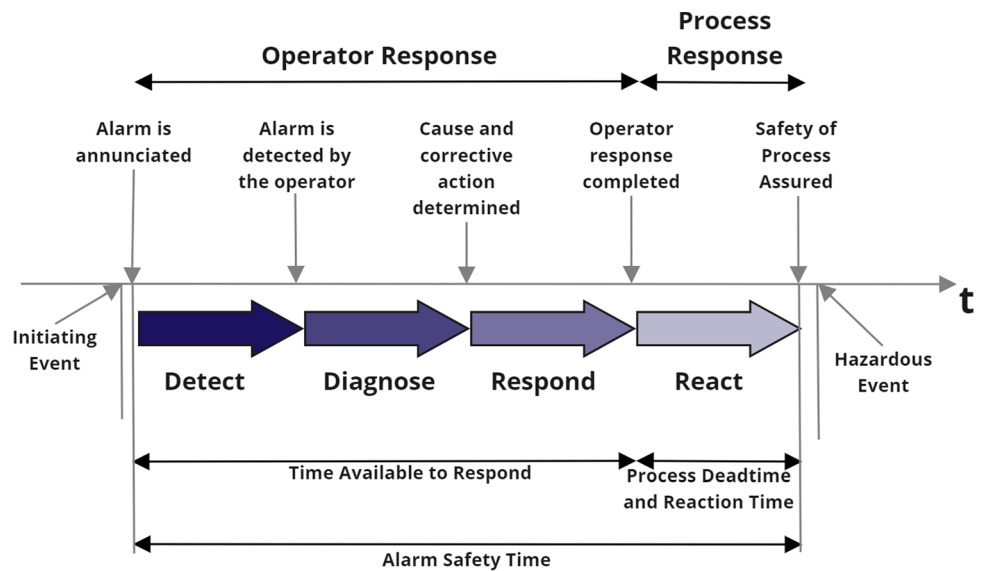 Process
Operator Response
Response
Alarm is
annunciated
Alarm is
detected by
the operator
Cause and
corrective
action
determined
Operator
response
completed
Safety of
Process
Assured
t
Initiating
Event
Hazardous
Event
Detect
Diagnose
Respond
React
Time Available to Respond
Process Deadtime
and Reaction Time
Alarm Safety Time